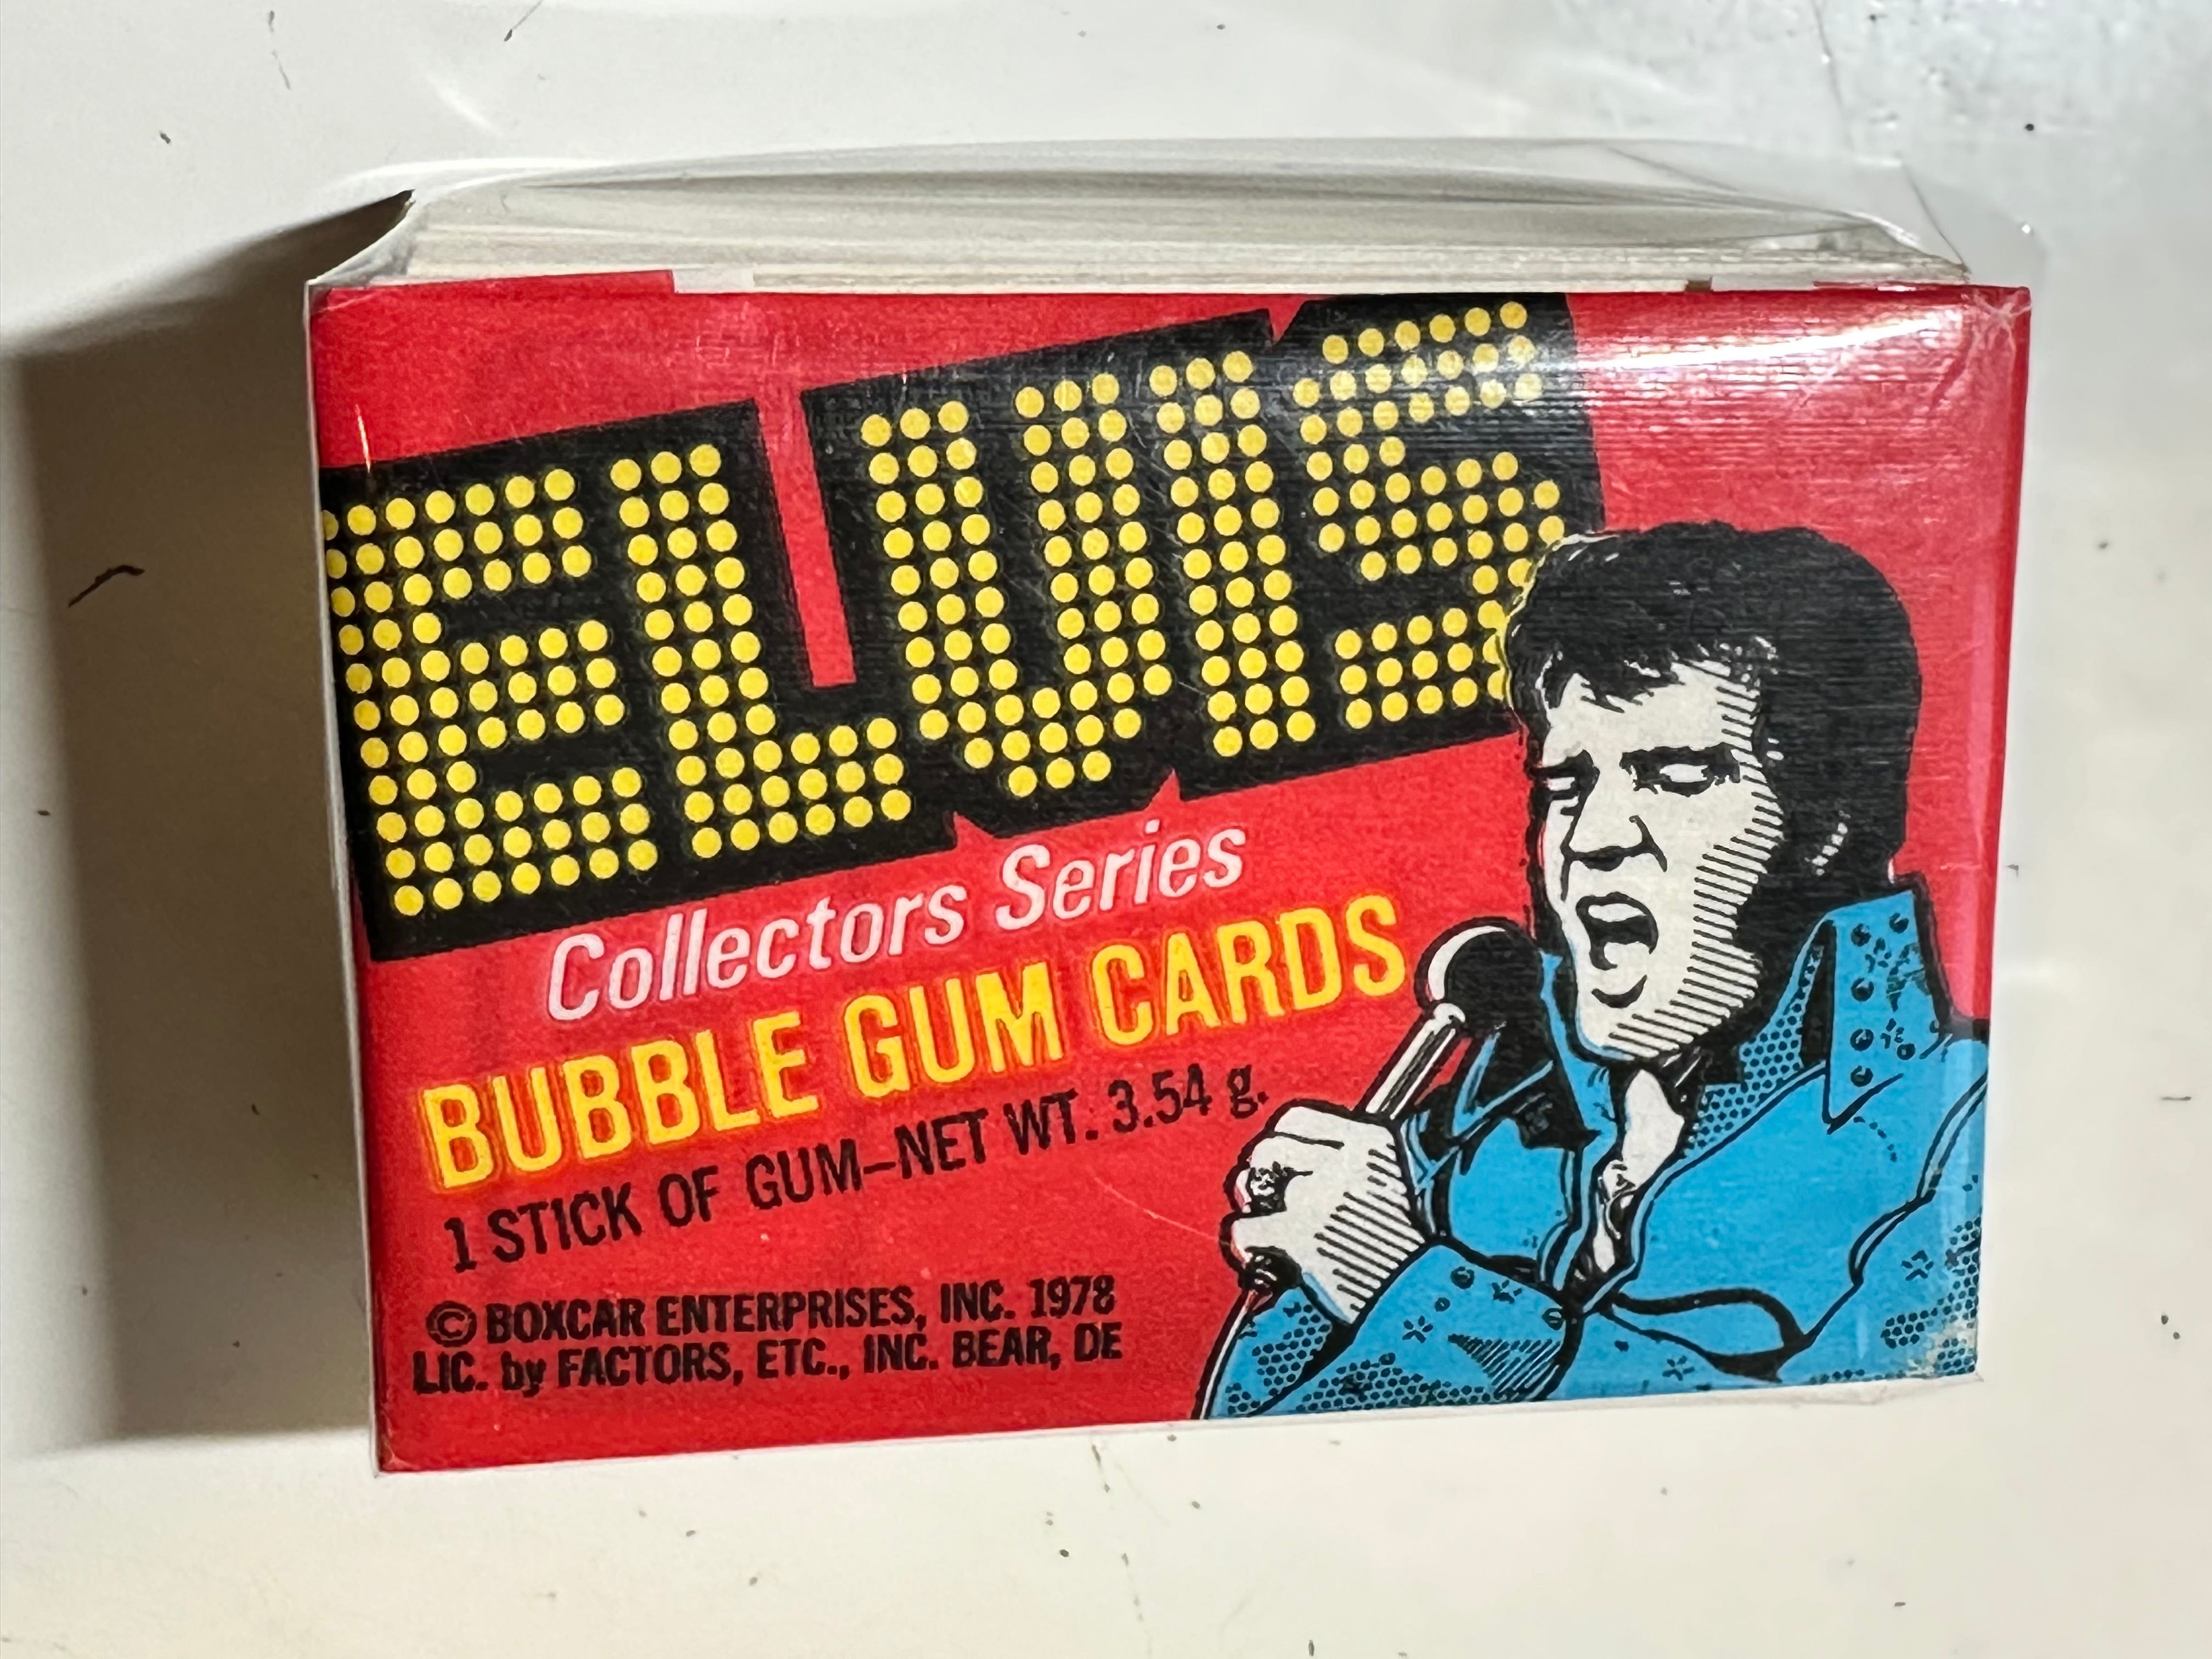 ELVIS
Collectors Series
BUBBLE GUM CARDS
1 STICK OF GUM–NET WT. 3.54 g.
© BOXCAR ENTERPRISES, INC. 1978
LIC. by FACTORS, ETC., INC. BEAR, DE